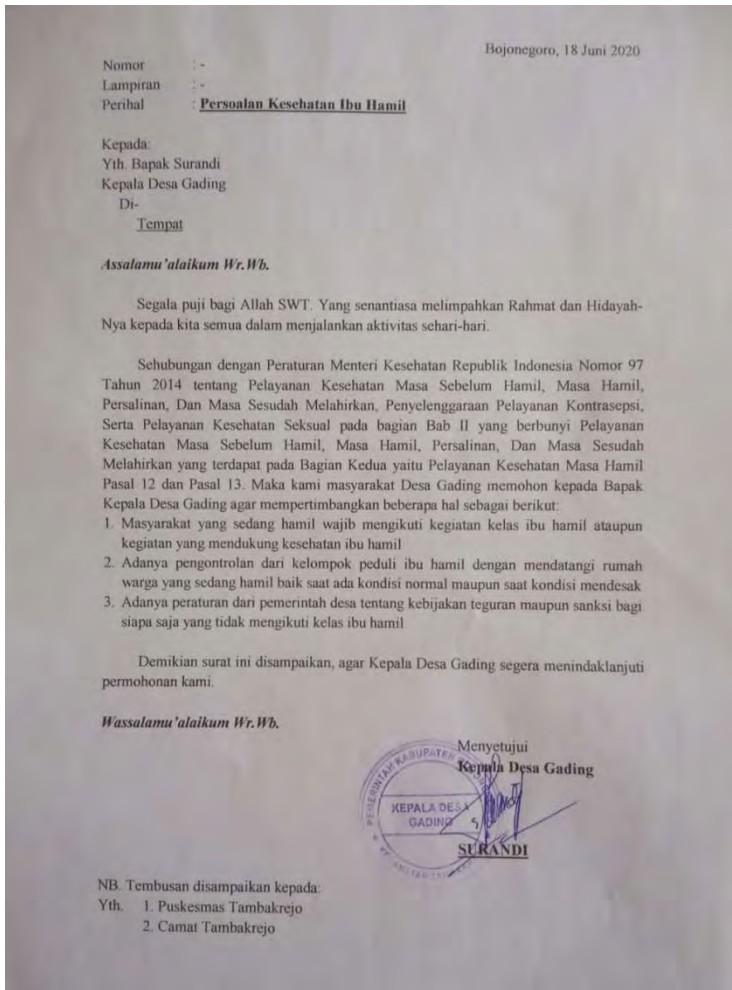 Bojonegoro, 18 Juni 2020
Nomor : -
Lampiran : -
Perihal : Persoalan Kesehatan Ibu Hamil
Kepada:
Yth. Bapak Surandi
Kepala Desa Gading
Di-
Tempat
Assalamu'alaikum Wr.Wb.
Segala puji bagi Allah SWT. Yang senantiasa melimpahkan Rahmat dan Hidayah-
Nya kepada kita semua dalam menjalankan aktivitas sehari-hari.
Sehubungan dengan Peraturan Menteri Kesehatan Republik Indonesia Nomor 97
Tahun 2014 tentang Pelayanan Kesehatan Masa Sebelum Hamil, Masa Hamil,
Persalinan, Dan Masa Sesudah Melahirkan, Penyelenggaraan Pelayanan Kontrasepsi,
Serta Pelayanan Kesehatan Seksual pada bagian Bab II yang berbunyi Pelayanan
Kesehatan Masa Sebelum Hamil, Masa Hamil, Persalinan, Dan Masa Sesudah
Melahirkan yang terdapat pada Bagian Kedua yaitu Pelayanan Kesehatan Masa Hamil
Pasal 12 dan Pasal 13. Maka kami masyarakat Desa Gading memohon kepada Bapak
Kepala Desa Gading agar mempertimbangkan beberapa hal sebagai berikut:
1. Masyarakat yang sedang hamil wajib mengikuti kegiatan kelas ibu hamil ataupun
kegiatan yang mendukung kesehatan ibu hamil
2. Adanya pengontrolan dari kelompok peduli ibu hamil dengan mendatangi rumah
warga yang sedang hamil baik saat ada kondisi normal maupun saat kondisi mendesak
3. Adanya peraturan dari pemerintah desa tentang kebijakan teguran maupun sanksi bagi
siapa saja yang tidak mengikuti kelas ibu hamil
Demikian surat ini disampaikan, agar Kepala Desa Gading segera menindaklanjuti
permohonan kami.
Wassalamu'alaikum Wr.Wb.
Menyetujui
Kepala Desa Gading
PEMERINTAH KABUPATEN
KEPALA DESA
GADING
SURANDI
NB. Tembusan disampaikan kepada:
Yth. 1. Puskesmas Tambakrejo
2. Camat Tambakrejo